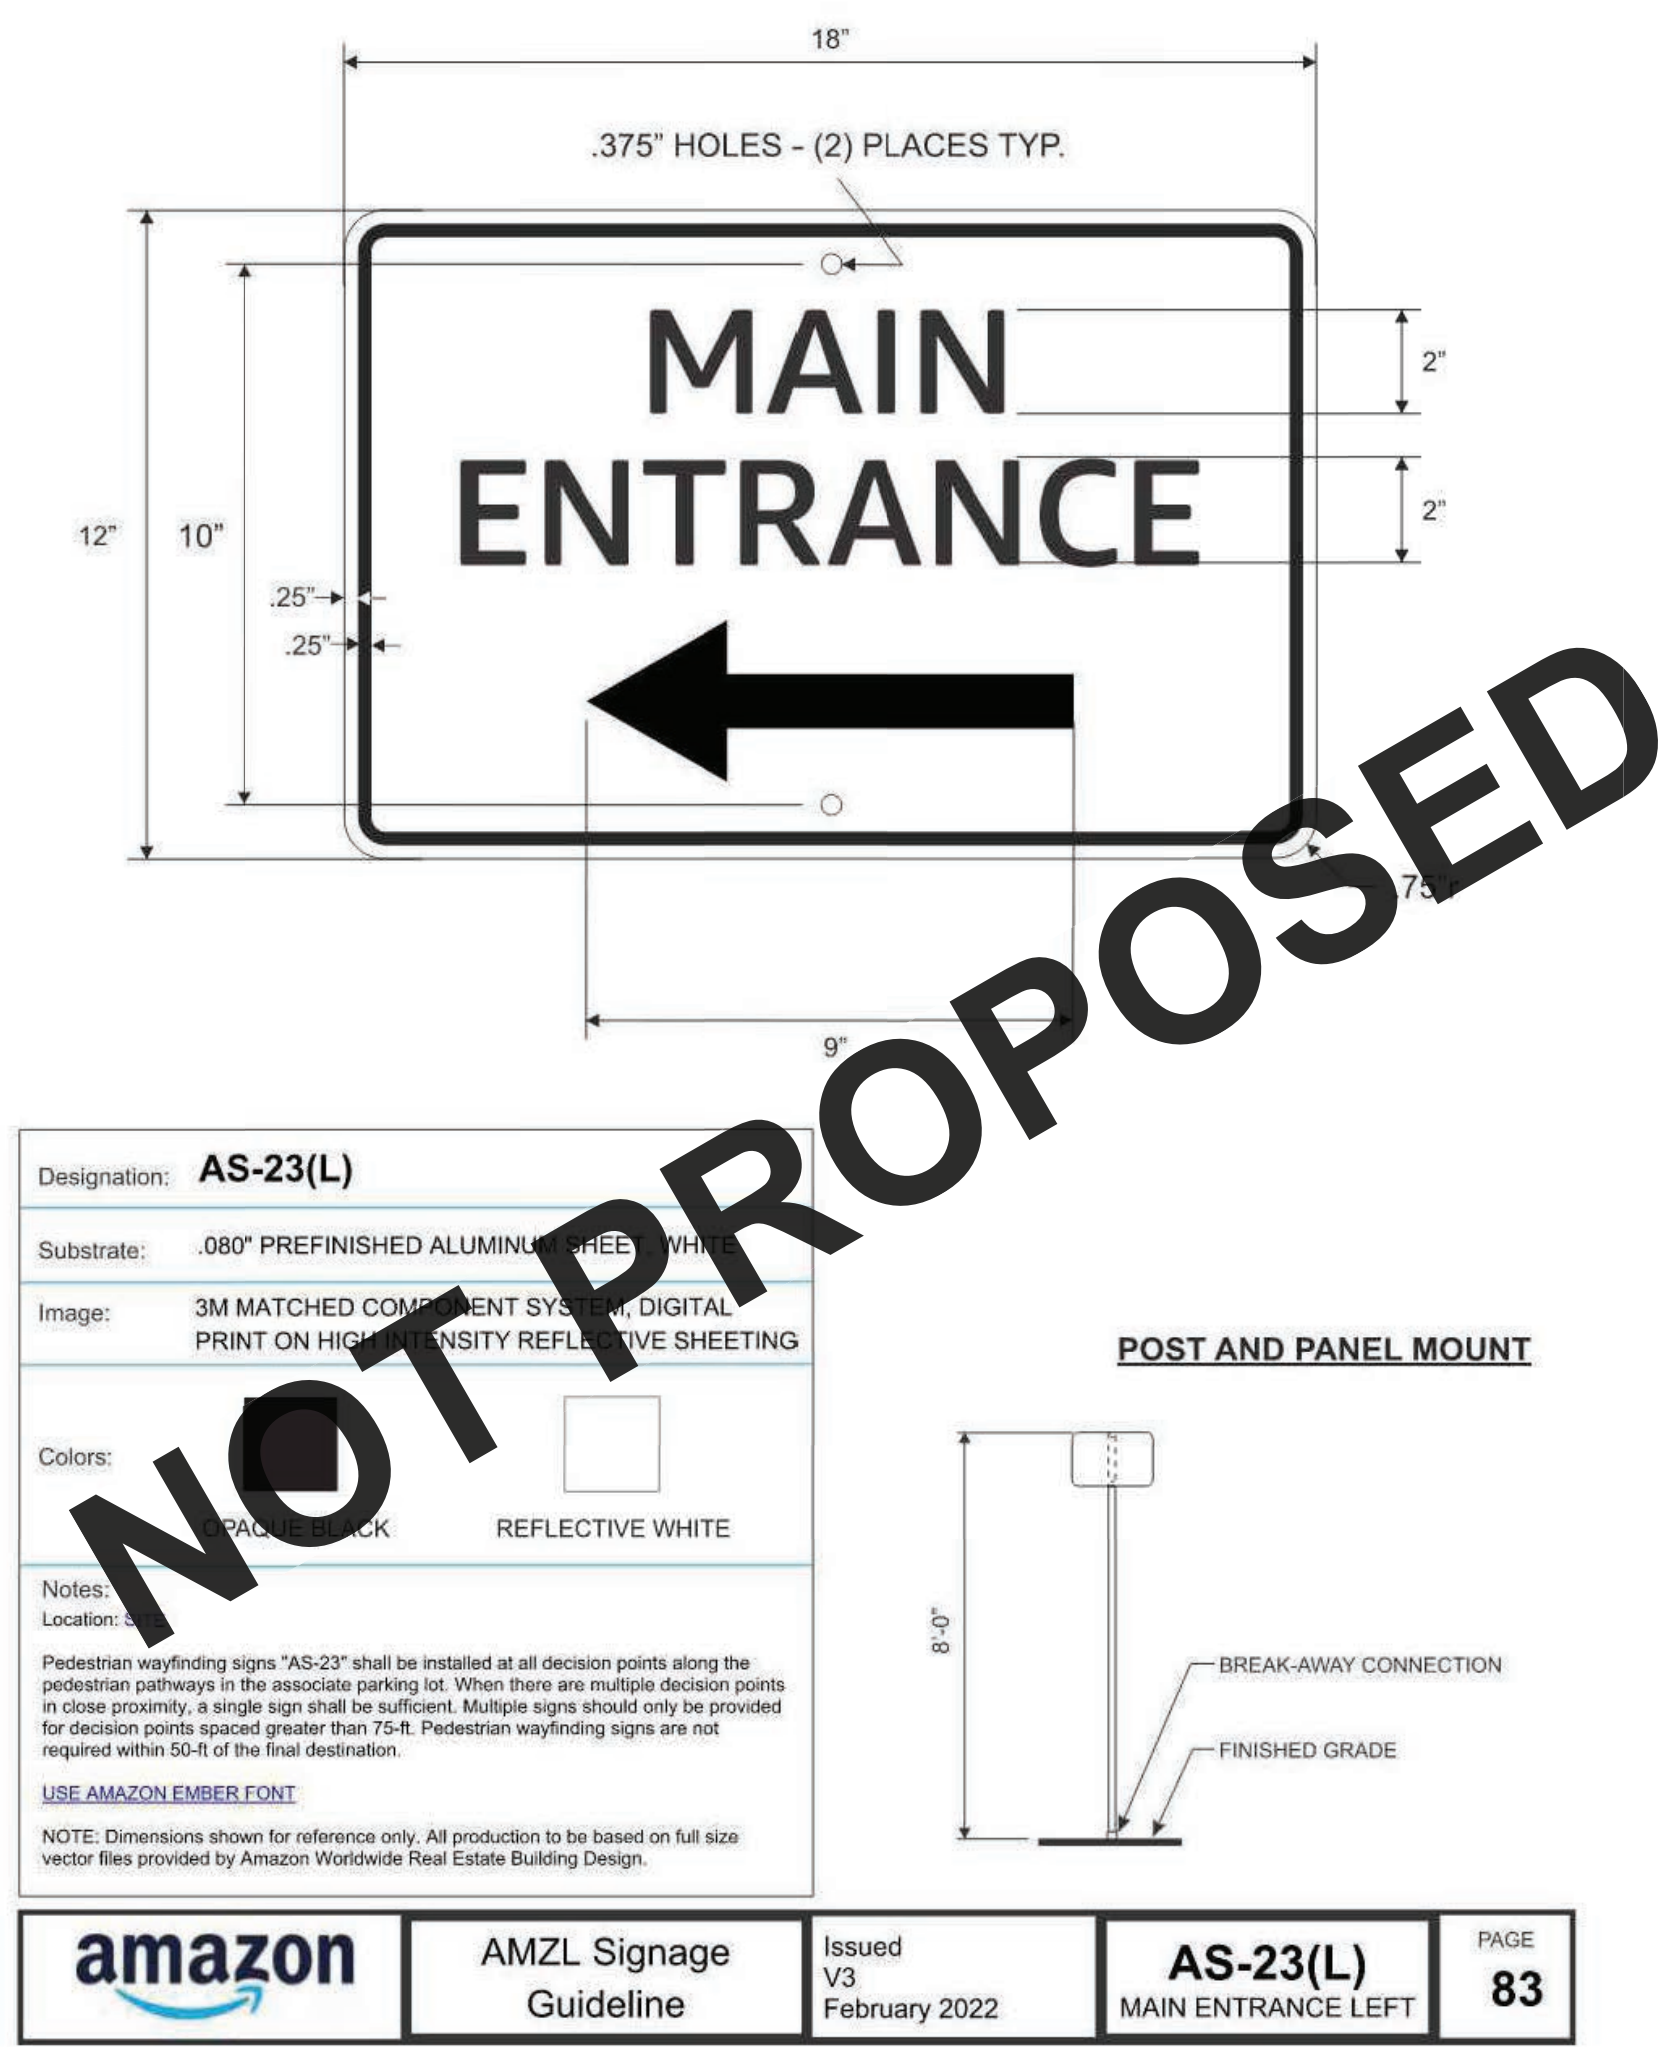 18”
.375” HOLES - (2) PLACES TYP.
MAIN
ENTRANCE
2”
2”
12”
10”
.25”
.25”
.75”r
9”
NOT PROPOSED
Designation: AS-23(L)
Substrate: .080" PREFINISHED ALUMINUM SHEET, WHITE
Image: 3M MATCHED COMPONENT SYSTEM, DIGITAL
PRINT ON HIGH INTENSITY REFLECTIVE SHEETING
Colors:
OPAQUE BLACK REFLECTIVE WHITE
Notes:
Location: SITE
Pedestrian wayfinding signs "AS-23" shall be installed at all decision points along the
pedestrian pathways in the associate parking lot. When there are multiple decision points
in close proximity, a single sign shall be sufficient. Multiple signs should only be provided
for decision points spaced greater than 75-ft. Pedestrian wayfinding signs are not
required within 50-ft of the final destination.
USE AMAZON EMBER FONT
NOTE: Dimensions shown for reference only. All production to be based on full size
vector files provided by Amazon Worldwide Real Estate Building Design.
POST AND PANEL MOUNT
8’-0”
BREAK-AWAY CONNECTION
FINISHED GRADE
amazon
AMZL Signage
Guideline
Issued
V3
February 2022
AS-23(L)
MAIN ENTRANCE LEFT
PAGE
83